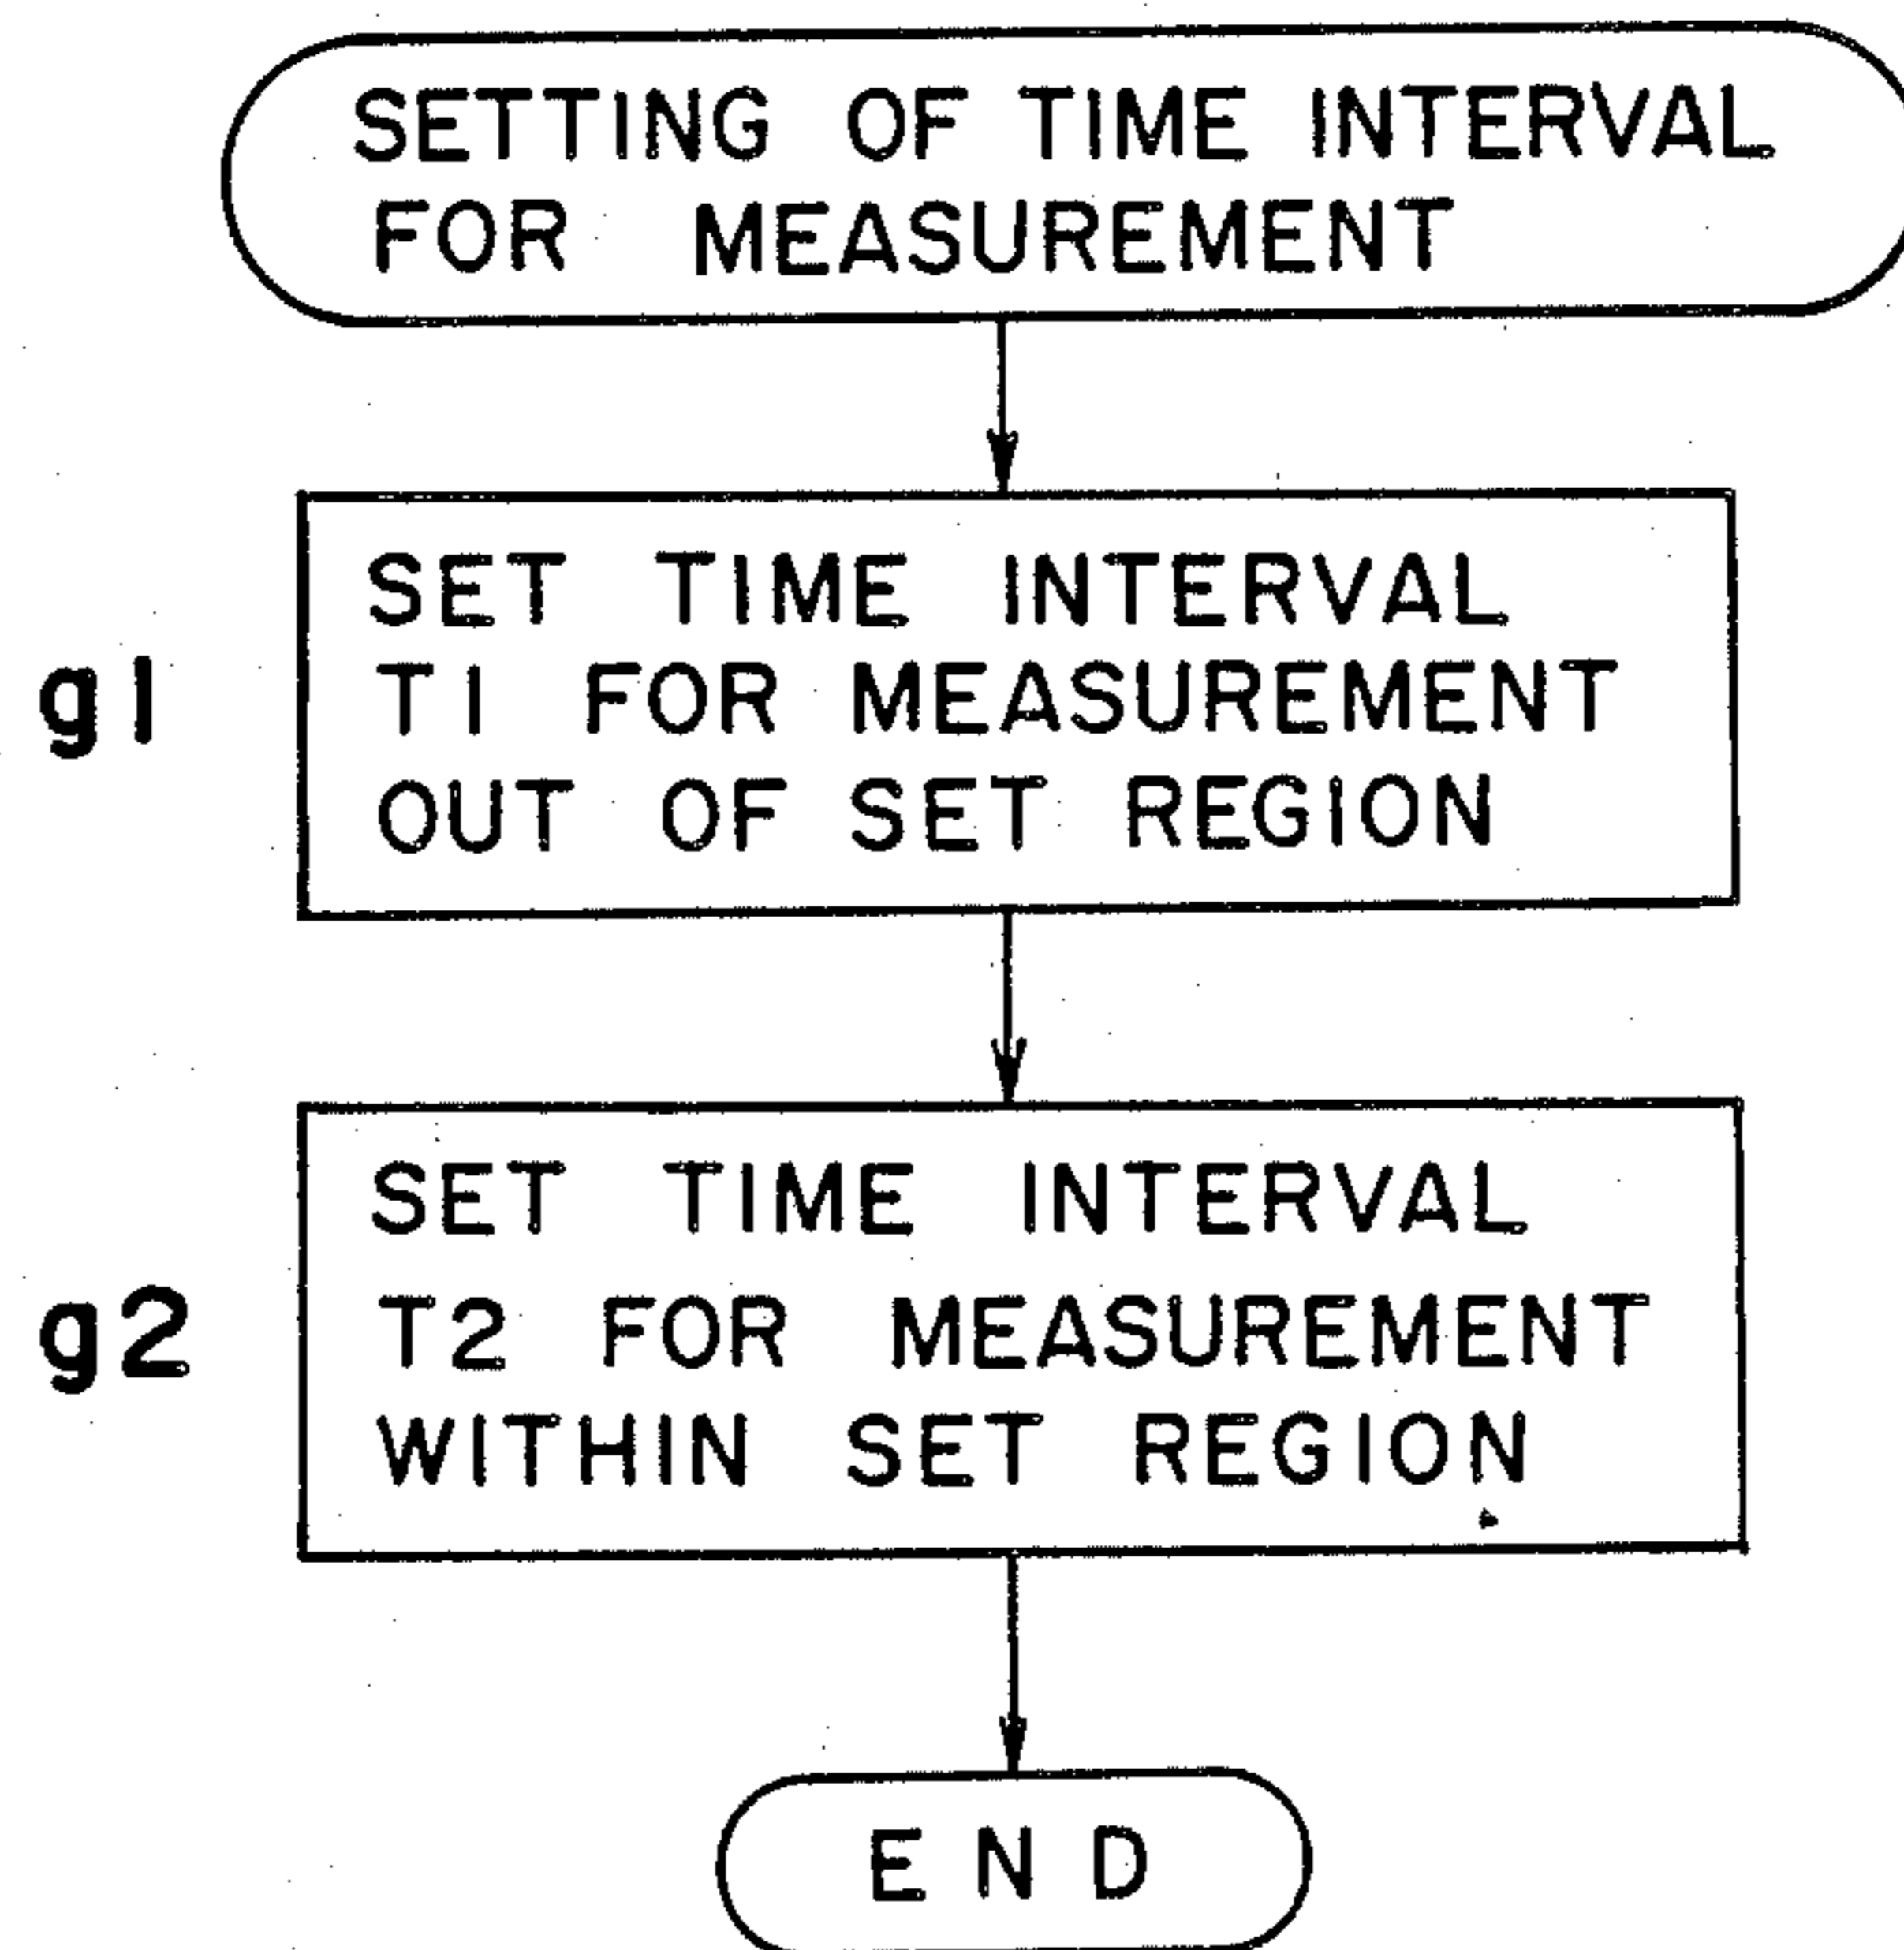 SETTING OF TIME INTERVAL
FOR MEASUREMENT
g1
SET TIME INTERVAL
T1 FOR MEASUREMENT
OUT OF SET REGION
g2
SET TIME INTERVAL
T2 FOR MEASUREMENT
WITHIN SET REGION
END